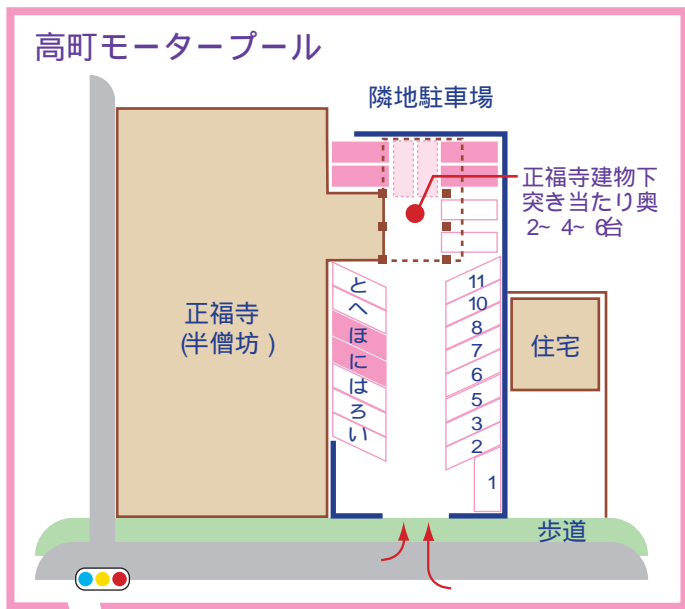 高町モータープール
隣地駐車場
正福寺建物下
突き当たり奥
2~ 4~ 6台
正福寺
(半僧坊 )
と
へ
ほ
に
は
ろ
い
11
10
8
7
6
5
3
2
1
住宅
歩道